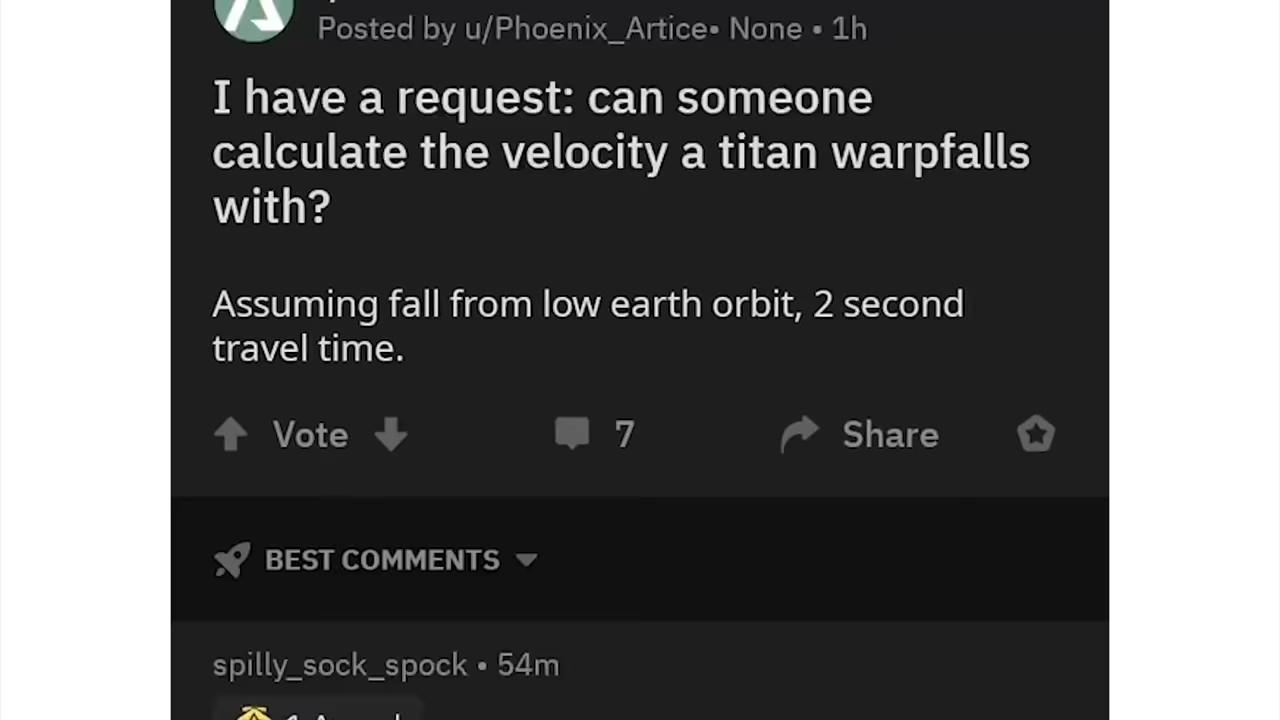 Posted by u/Phoenix_Artice• None • 1h
I have a request: can someone
calculate the velocity a titan warpfalls
with?
Assuming fall from low earth orbit, 2 second
travel time.
Vote 7 Share
BEST COMMENTS
spilly_sock_spock • 54m